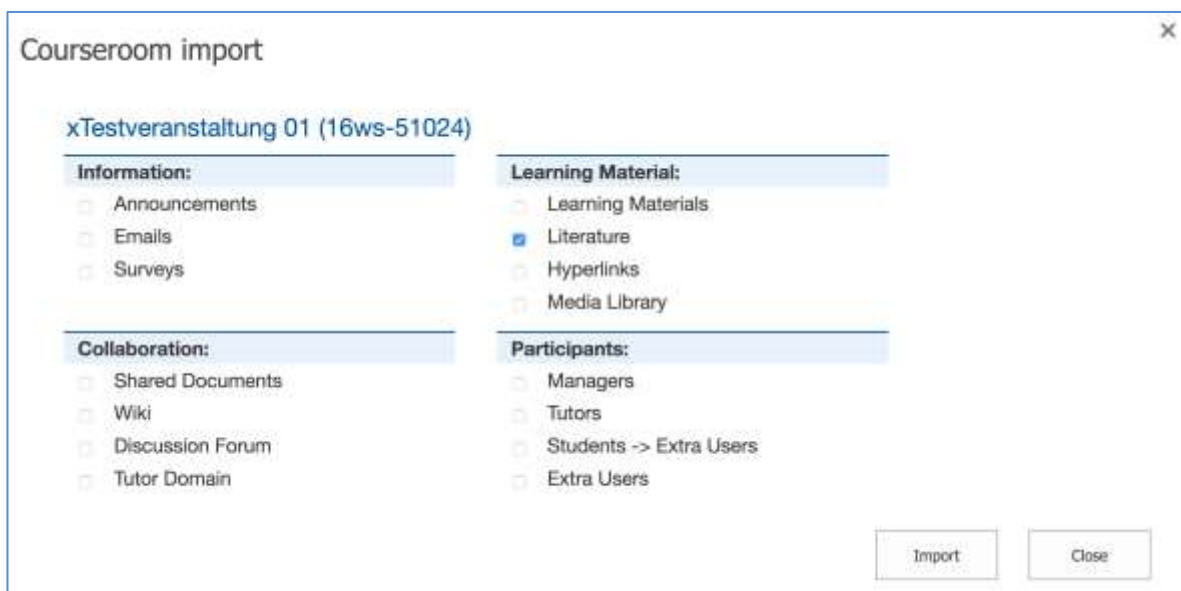 Courseroom import
xTestveranstaltung 01 (16ws-51024)
Information:
Announcements
Emails
Surveys
Learning Material:
Learning Materials
Literature
Hyperlinks
Media Library
Collaboration:
Shared Documents
Wiki
Discussion Forum
Tutor Domain
Participants:
Managers
Tutors
Students -> Extra Users
Extra Users
Import
Close